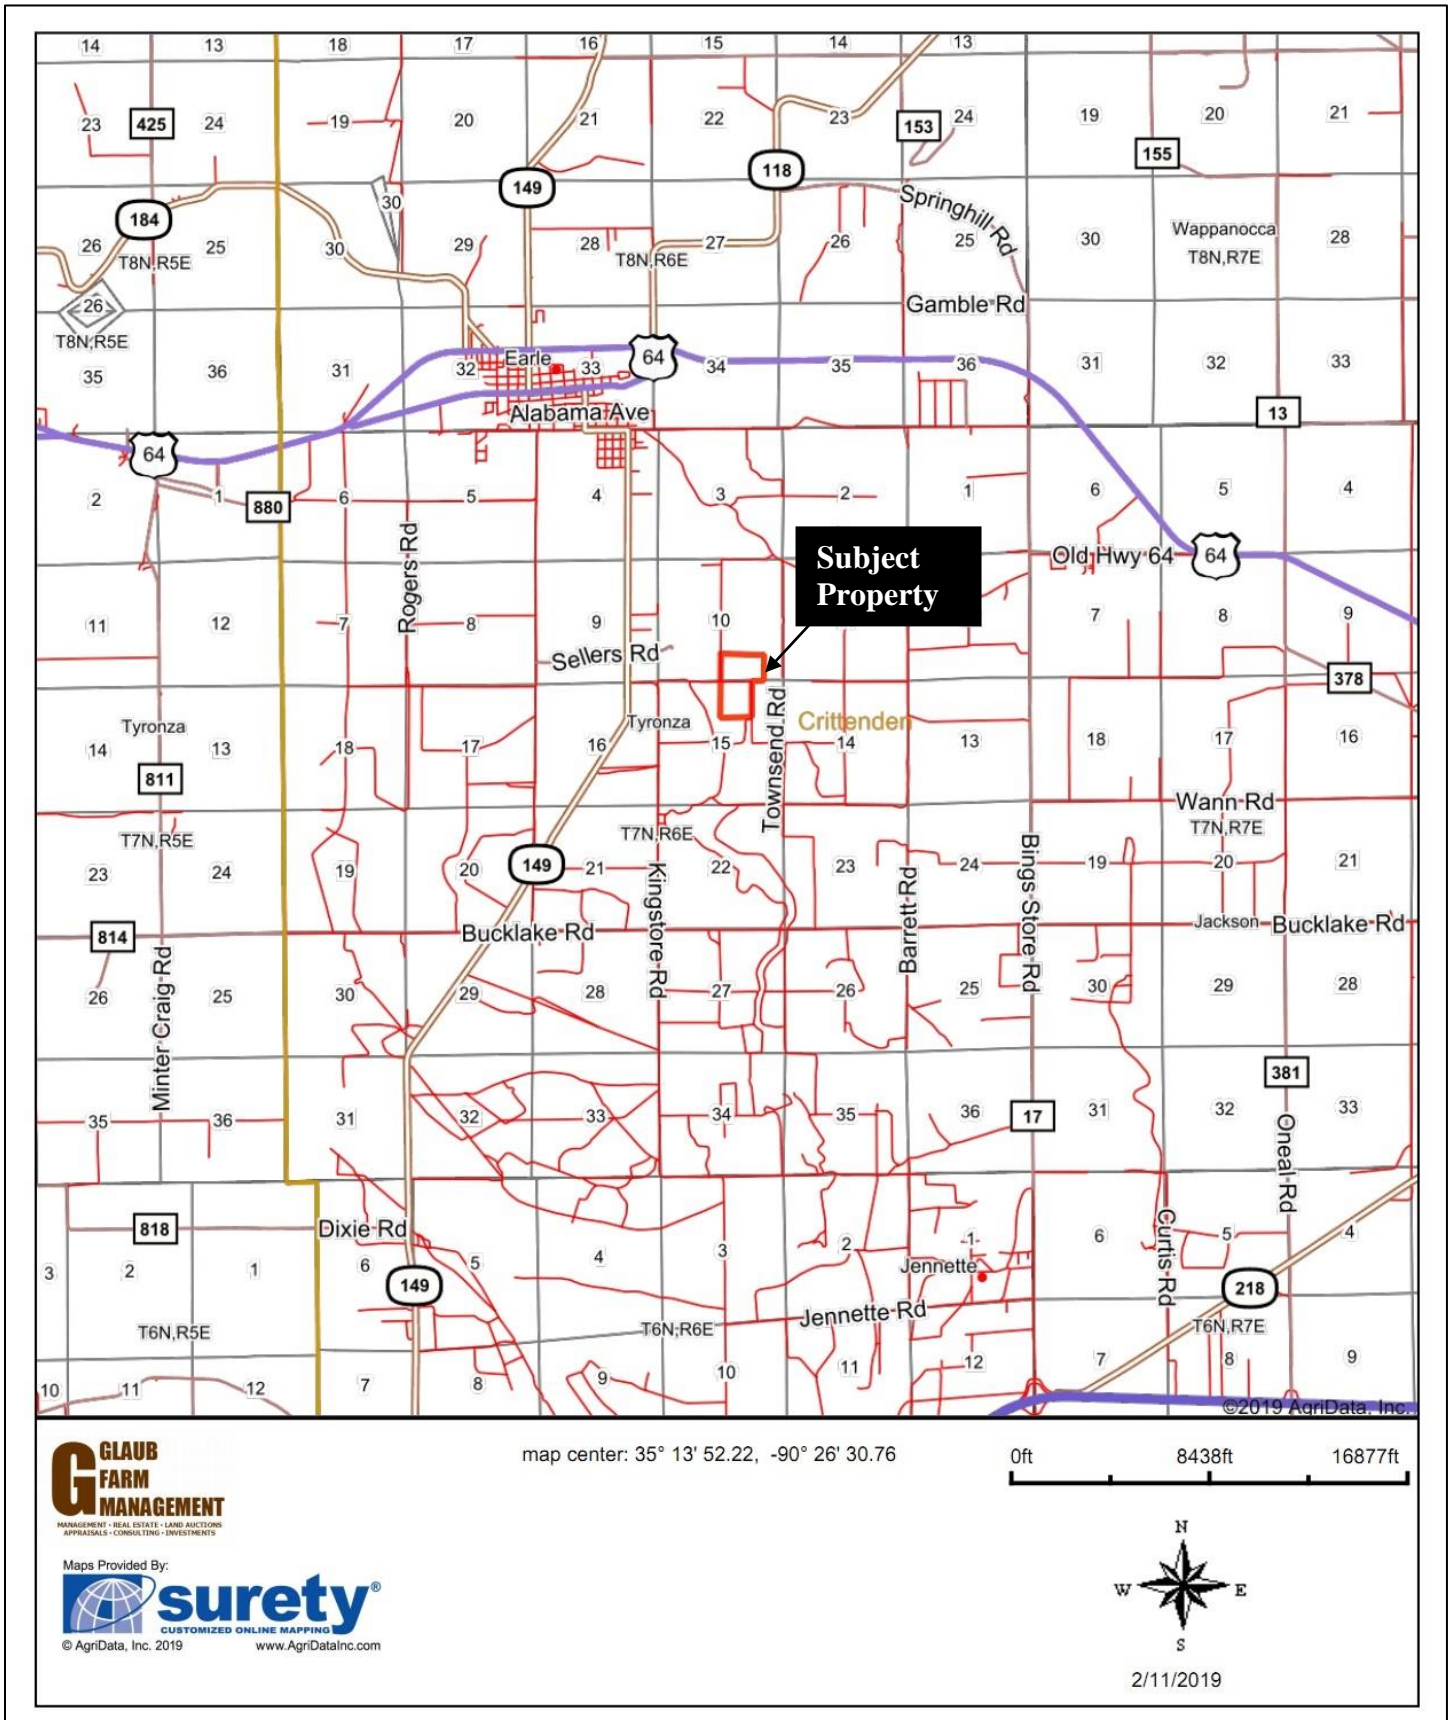 14 13 18 17 16 15 14 13
23 425 24 19 20 21 22 23 153 24 19 20 21
155
149 118
184 30 Springhill Rd
26 25 30 29 28 27 26 25 30 Wappanocca 28
T8N,R5E T8N,R6E T8N,R7E
26 Gamble Rd
T8N,R5E
35 36 31 32 Earle 33 64 34 35 36 31 32 33
Alabama Ave 13
64
2 1 880 6 5 4 3 2 1 6 5 4
Rogers Rd
Subject
Property
Old Hwy 64 64
11 12 7 8 9 10 7 8 9
Sellers Rd
378
Tyronza Tyronza Crittenden
14 13 18 17 16 15 14 13 18 17 16
811 Townsend Rd
Wann Rd
T7N,R5E T7N,R6E T7N,R7E
23 24 19 20 149 21 22 23 24 19 20 21
Kingstore Rd Barrett Rd Bings Store Rd
814 Bucklake Rd Jackson Bucklake Rd
Minter Craig Rd
26 25 30 29 28 27 26 25 30 29 28
381
35 36 31 32 33 34 35 36 17 31 32 33
Oneal Rd
818 Dixie Rd Curtis Rd
3 2 1 6 5 4 3 2 1 6 5 4
Jennette
149 218
Jennette Rd
T6N,R5E T6N,R6E T6N,R7E
10 11 12 7 8 9 10 11 12 7 8 9
©2019 AgriData, Inc.
GLAUB
FARM
MANAGEMENT
MANAGEMENT • REAL ESTATE • LAND AUCTIONS
APPRAISALS • CONSULTING • INVESTMENTS
map center: 35° 13' 52.22, -90° 26' 30.76
0ft 8438ft 16877ft
Maps Provided By:
surety®
CUSTOMIZED ONLINE MAPPING
© AgriData, Inc. 2019 www.AgriDataInc.com
N
W E
S
2/11/2019